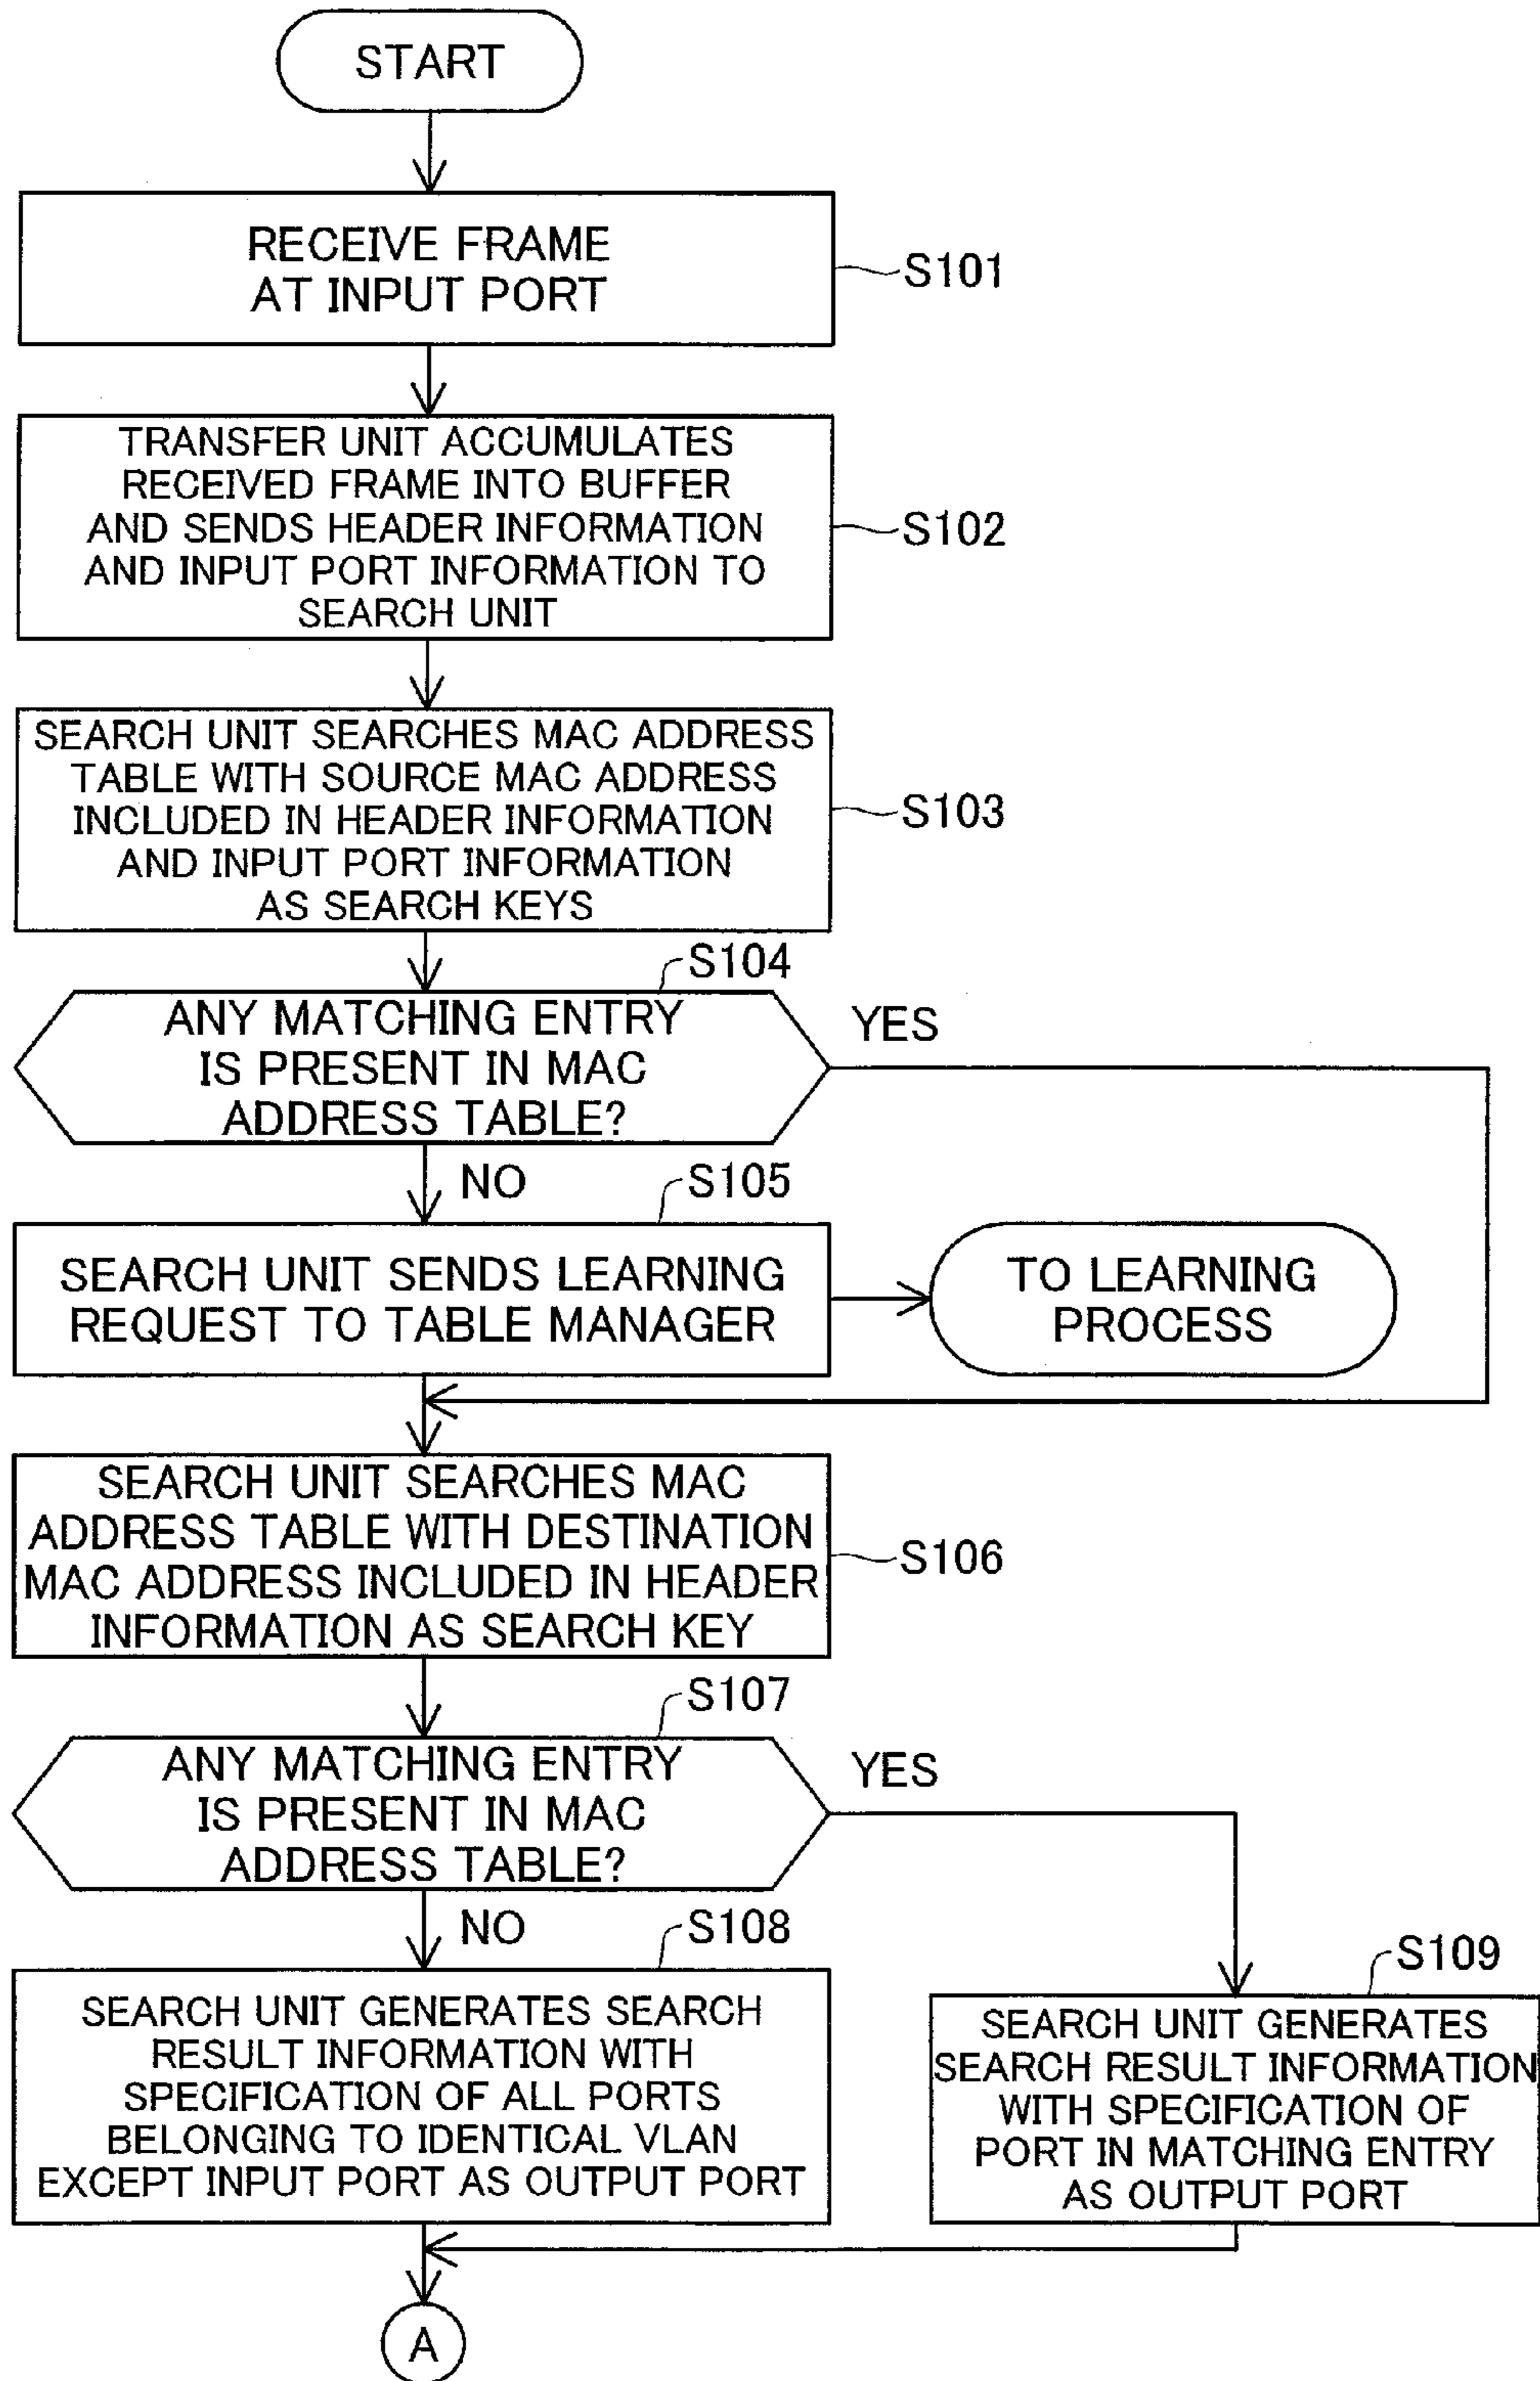 START
RECEIVE FRAME
AT INPUT PORT
S101
TRANSFER UNIT ACCUMULATES
RECEIVED FRAME INTO BUFFER
AND SENDS HEADER INFORMATION
AND INPUT PORT INFORMATION TO
SEARCH UNIT
S102
SEARCH UNIT SEARCHES MAC ADDRESS
TABLE WITH SOURCE MAC ADDRESS
INCLUDED IN HEADER INFORMATION
AND INPUT PORT INFORMATION
AS SEARCH KEYS
S103
S104
ANY MATCHING ENTRY
IS PRESENT IN MAC
ADDRESS TABLE?
YES
NO
S105
SEARCH UNIT SENDS LEARNING
REQUEST TO TABLE MANAGER
TO LEARNING
PROCESS
SEARCH UNIT SEARCHES MAC
ADDRESS TABLE WITH DESTINATION
MAC ADDRESS INCLUDED IN HEADER
INFORMATION AS SEARCH KEY
S106
S107
ANY MATCHING ENTRY
IS PRESENT IN MAC
ADDRESS TABLE?
YES
NO
S108
SEARCH UNIT GENERATES SEARCH
RESULT INFORMATION WITH
SPECIFICATION OF ALL PORTS
BELONGING TO IDENTICAL VLAN
EXCEPT INPUT PORT AS OUTPUT PORT
S109
SEARCH UNIT GENERATES
SEARCH RESULT INFORMATION
WITH SPECIFICATION OF
PORT IN MATCHING ENTRY
AS OUTPUT PORT
A